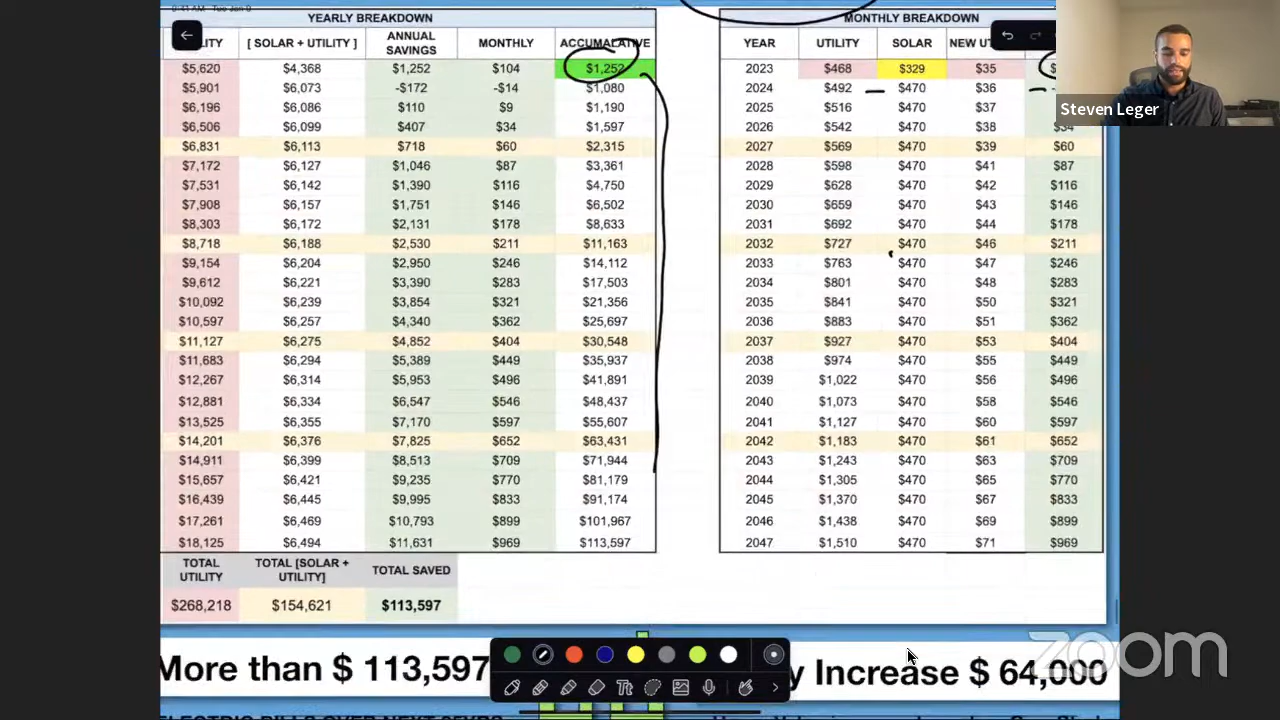 YEARLY BREAKDOWN
[ SOLAR + UTILITY ] ANNUAL SAVINGS MONTHLY ACCUMALATIVE
$5,620 $4,368 $1,252 $104 $1,252
$5,901 $6,073 -$172 -$14 $1,080
$6,196 $6,086 $110 $9 $1,190
$6,506 $6,099 $407 $34 $1,597
$6,831 $6,113 $718 $60 $2,315
$7,172 $6,127 $1,046 $87 $3,361
$7,531 $6,142 $1,390 $116 $4,750
$7,908 $6,157 $1,751 $146 $6,502
$8,303 $6,172 $2,131 $178 $8,633
$8,718 $6,188 $2,530 $211 $11,163
$9,154 $6,204 $2,950 $246 $14,112
$9,612 $6,221 $3,390 $283 $17,503
$10,092 $6,239 $3,854 $321 $21,356
$10,597 $6,257 $4,340 $362 $25,697
$11,127 $6,275 $4,852 $404 $30,548
$11,683 $6,294 $5,389 $449 $35,937
$12,267 $6,314 $5,953 $496 $41,891
$12,881 $6,334 $6,547 $546 $48,437
$13,525 $6,355 $7,170 $597 $55,607
$14,201 $6,376 $7,825 $652 $63,431
$14,911 $6,399 $8,513 $709 $71,944
$15,657 $6,421 $9,235 $770 $81,179
$16,439 $6,445 $9,995 $833 $91,174
$17,261 $6,469 $10,793 $899 $101,967
$18,125 $6,494 $11,631 $969 $113,597
TOTAL UTILITY TOTAL [SOLAR + UTILITY] TOTAL SAVED
$268,218 $154,621 $113,597
MONTHLY BREAKDOWN
YEAR UTILITY SOLAR NEW
2023 $468 $329 $35
2024 $492 $470 $36
2025 $516 $470 $37
2026 $542 $470 $38 $34
2027 $569 $470 $39 $60
2028 $598 $470 $41 $87
2029 $628 $470 $42 $116
2030 $659 $470 $43 $146
2031 $692 $470 $44 $178
2032 $727 $470 $46 $211
2033 $763 $470 $47 $246
2034 $801 $470 $48 $283
2035 $841 $470 $50 $321
2036 $883 $470 $51 $362
2037 $927 $470 $53 $404
2038 $974 $470 $55 $449
2039 $1,022 $470 $56 $496
2040 $1,073 $470 $58 $546
2041 $1,127 $470 $60 $597
2042 $1,183 $470 $61 $652
2043 $1,243 $470 $63 $709
2044 $1,305 $470 $65 $770
2045 $1,370 $470 $67 $833
2046 $1,438 $470 $69 $899
2047 $1,510 $470 $71 $969
Steven Leger
More than $ 113,597
y Increase $ 64,000
zoom